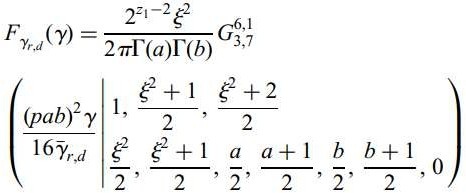 F_{γ_{r,d}}(γ) = \frac{2^{z_1−2} ξ^2}{2πΓ(a)Γ(b)} G^{6,1}_{3,7}
\left( \frac{(pab)^2 γ}{16 \bar{γ}_{r,d}} \middle| \begin{matrix} 1, \frac{ξ^2+1}{2}, \frac{ξ^2+2}{2} \\ \frac{ξ^2}{2}, \frac{ξ^2+1}{2}, \frac{a}{2}, \frac{a+1}{2}, \frac{b}{2}, \frac{b+1}{2}, 0 \end{matrix} \right)